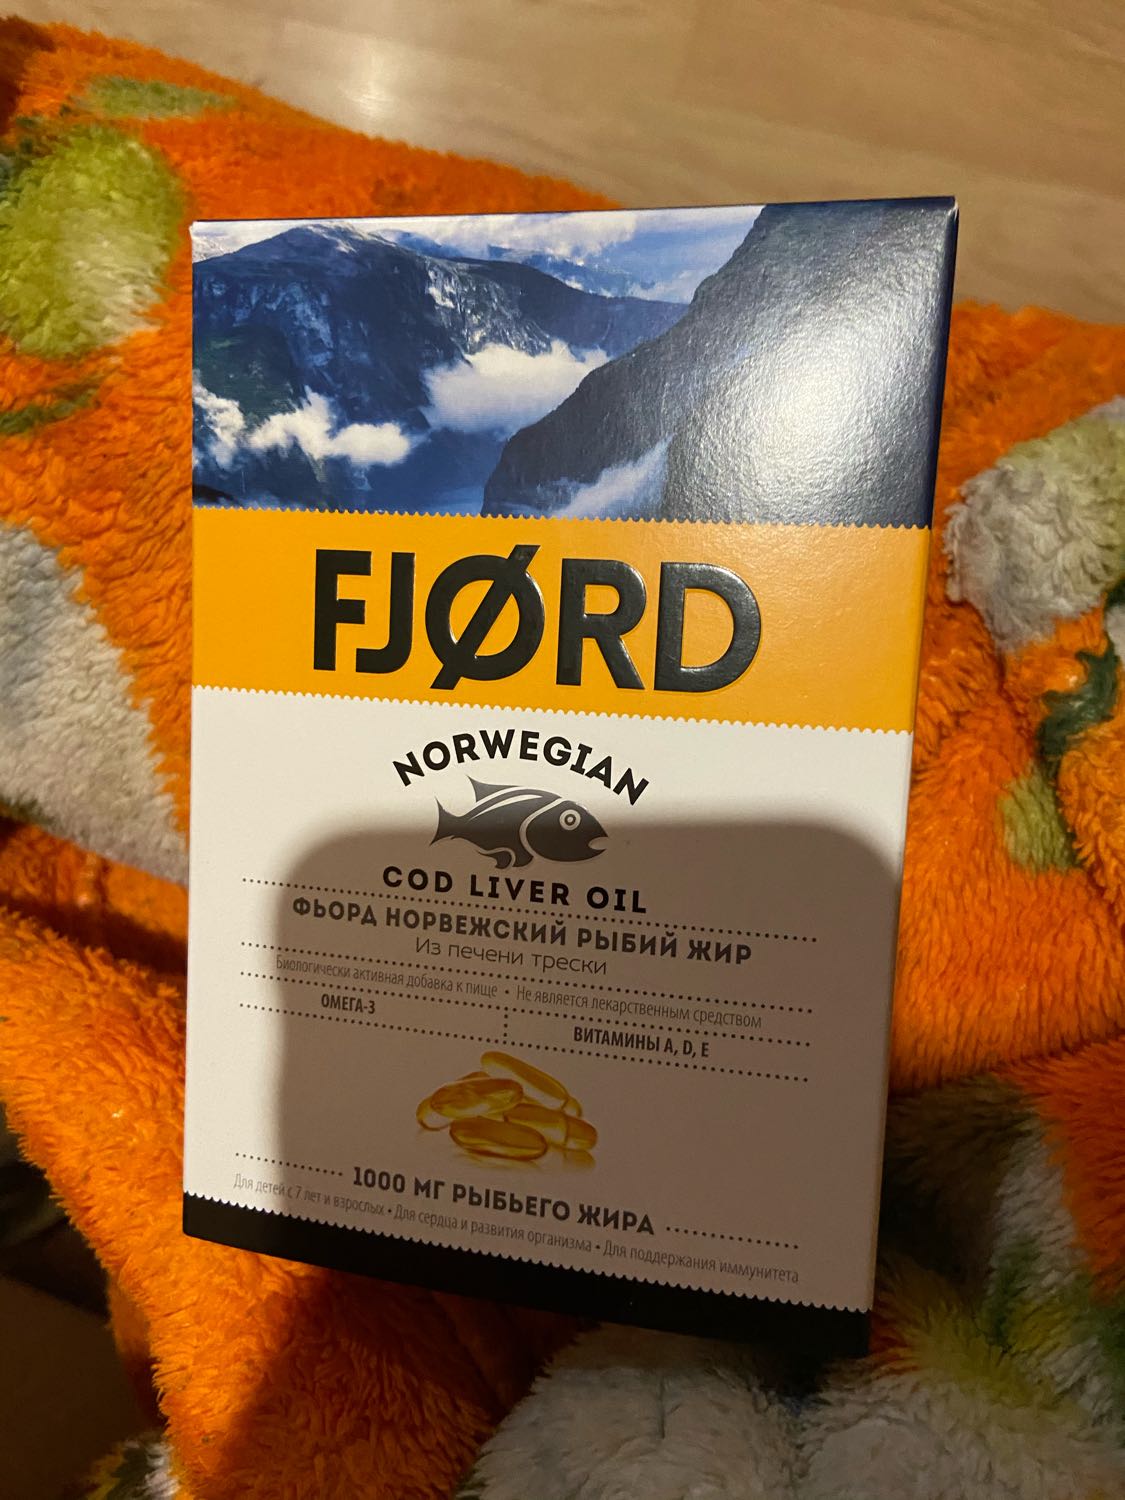 FJØRD
NORWEGIAN
COD LIVER OIL
ФЬОРД НОРВЕЖСКИЙ РЫБИЙ ЖИР
Из печени трески
Биологически активная добавка к пище • Не является лекарственным средством
ОМЕГА-3
ВИТАМИНЫ A, D, E
1000 МГ РЫБЬЕГО ЖИРА
Для детей с 7 лет и взрослых • Для сердца и развития организма • Для поддержания иммунитета